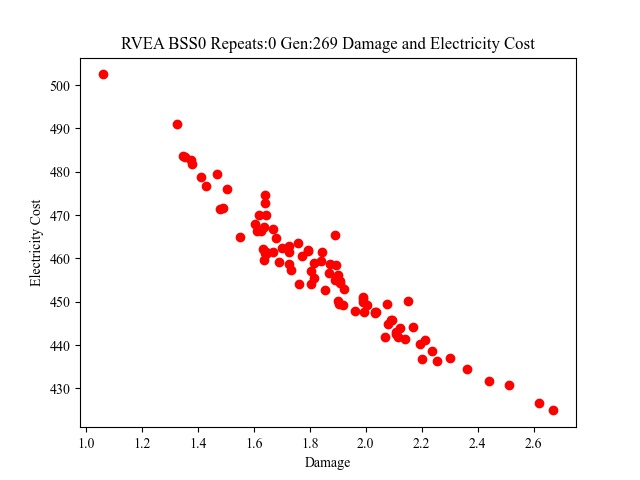 RVEA BSS0 Repeats:0 Gen:269 Damage and Electricity Cost
500
490
480
470
460
450
440
430
Electricity Cost
1.0 1.2 1.4 1.6 1.8 2.0 2.2 2.4 2.6
Damage